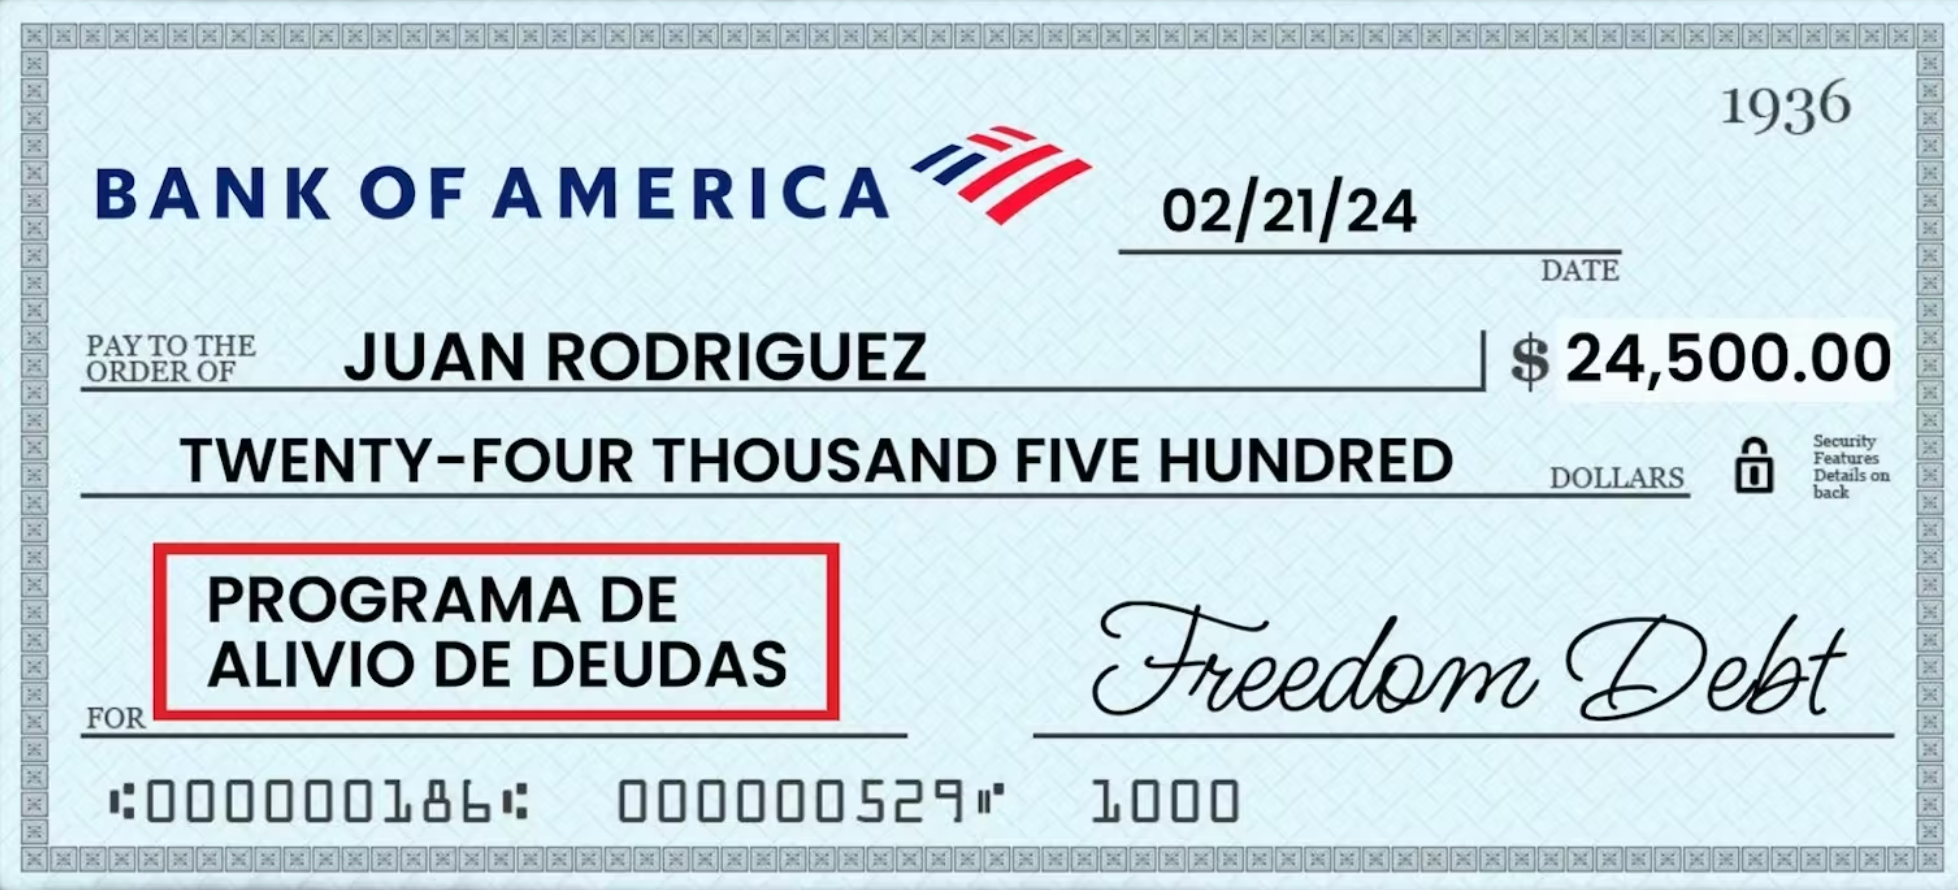 1936
BANK OF AMERICA
02/21/24
DATE
PAY TO THE
ORDER OF
JUAN RODRIGUEZ
$ 24,500.00
TWENTY-FOUR THOUSAND FIVE HUNDRED
DOLLARS
Security
Features
Details on
back
PROGRAMA DE
ALIVIO DE DEUDAS
FOR
Freedom Debt
⑆000000186⑆ 000000529⑈ 1000